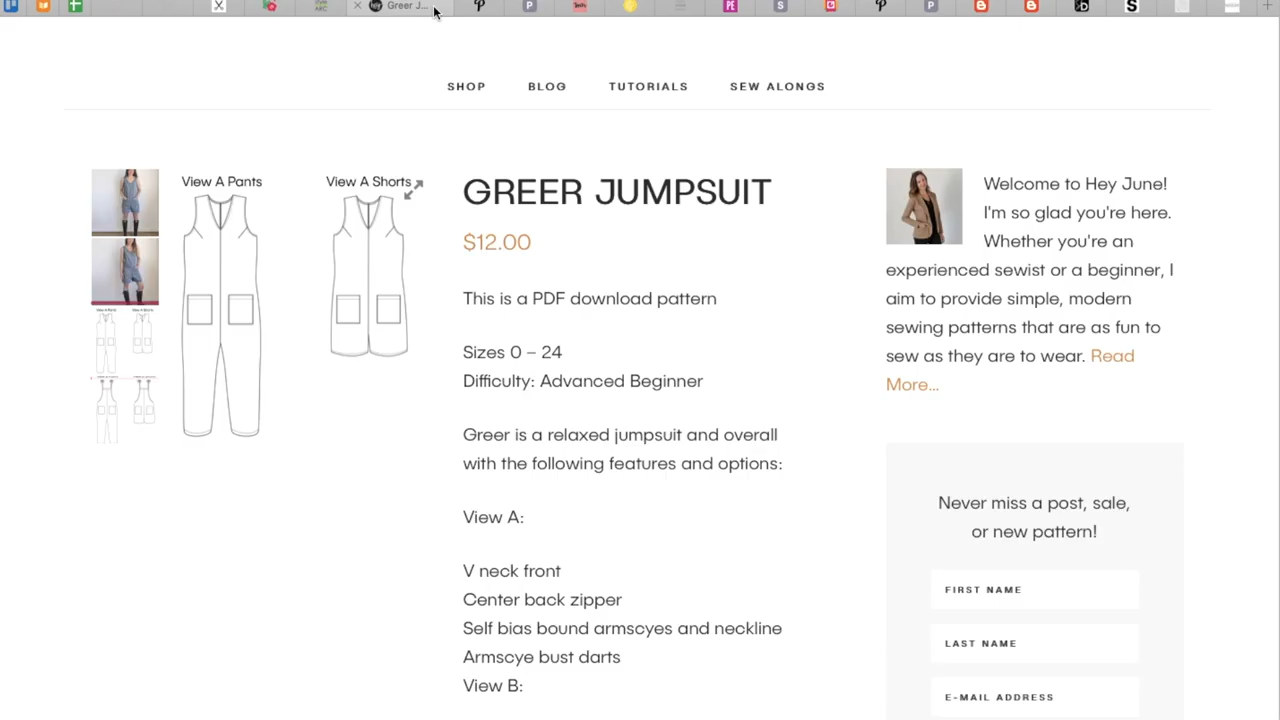 Greer J...
SHOP
BLOG
TUTORIALS
SEW ALONGS
View A Pants
View A Shorts
GREER JUMPSUIT
$12.00
This is a PDF download pattern
Sizes 0 – 24
Difficulty: Advanced Beginner
Greer is a relaxed jumpsuit and overall
with the following features and options:
View A:
V neck front
Center back zipper
Self bias bound armscyes and neckline
Armscye bust darts
View B:
Welcome to Hey June!
I'm so glad you're here.
Whether you're an
experienced sewist or a beginner, I
aim to provide simple, modern
sewing patterns that are as fun to
sew as they are to wear. Read
More...
Never miss a post, sale,
or new pattern!
FIRST NAME
LAST NAME
E-MAIL ADDRESS